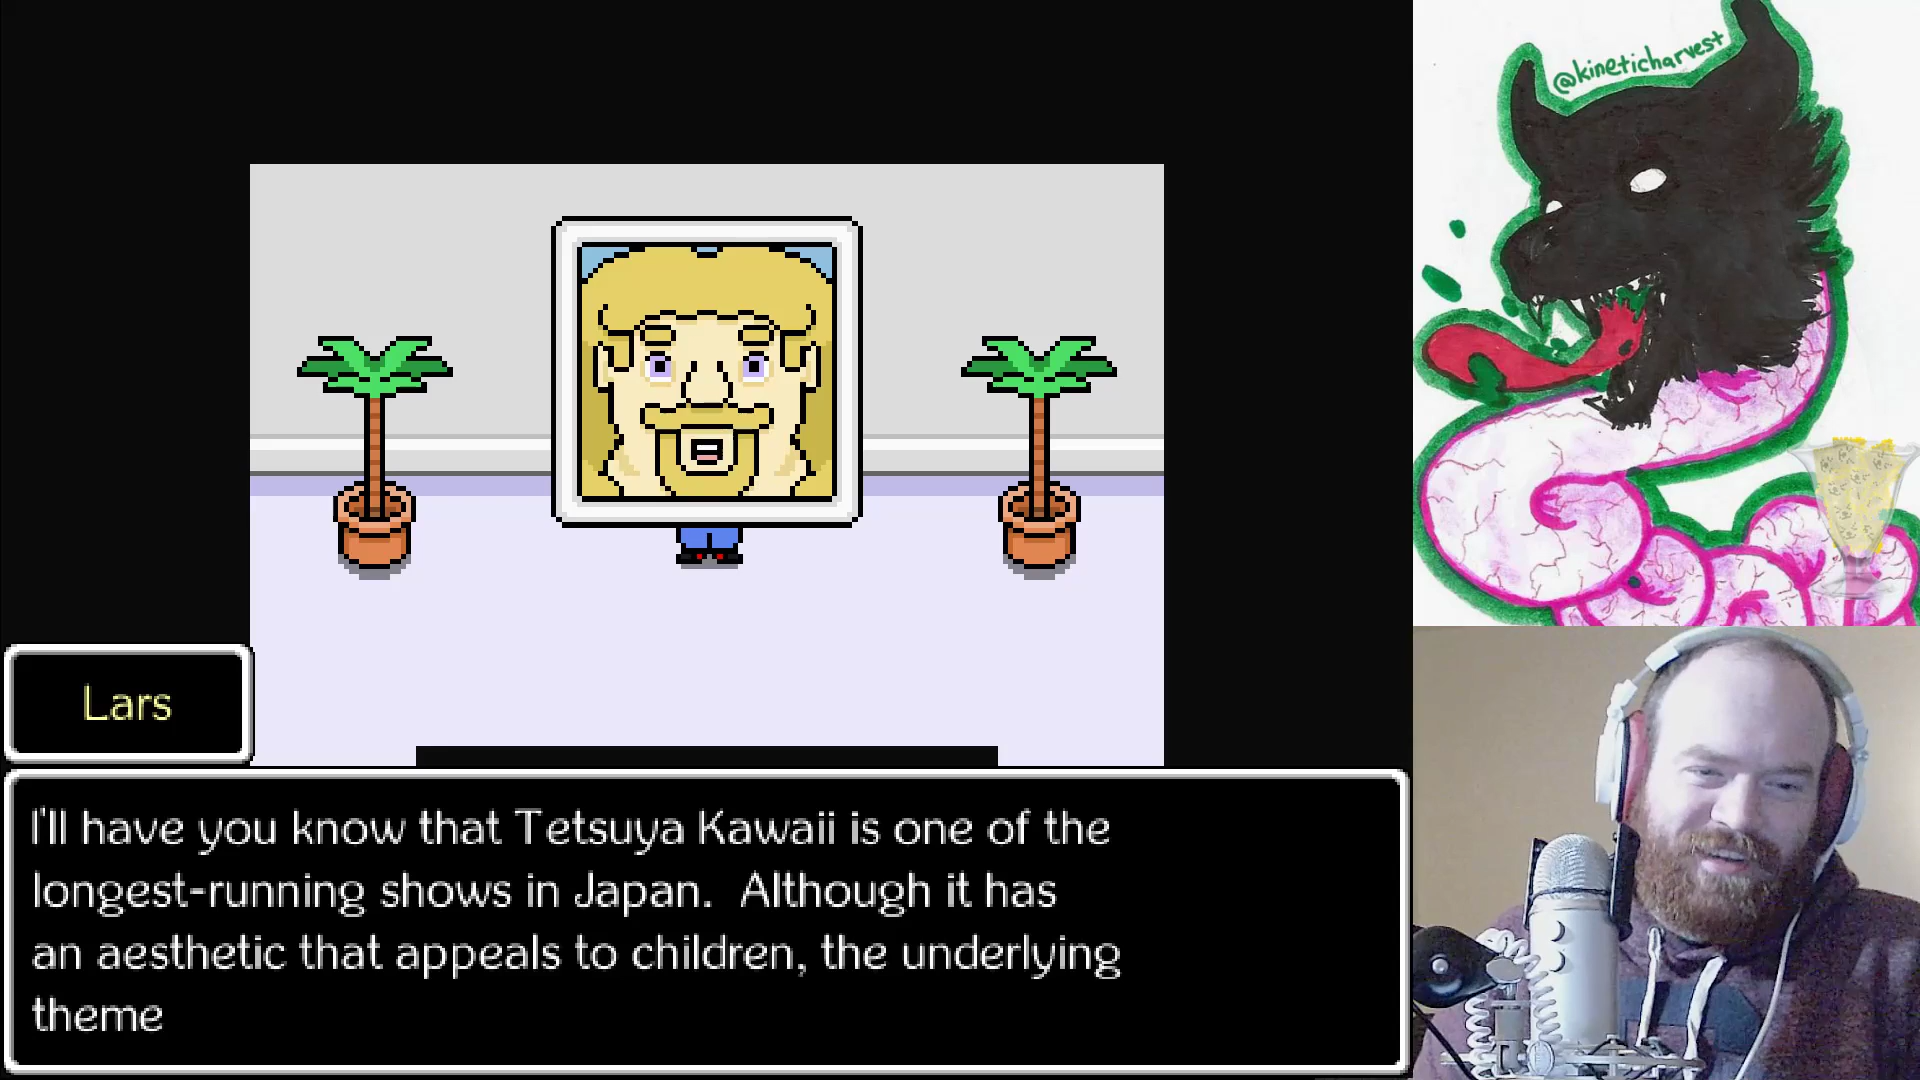 @kineticharvest
Lars
I'll have you know that Tetsuya Kawaii is one of the
longest-running shows in Japan.  Although it has
an aesthetic that appeals to children, the underlying
theme